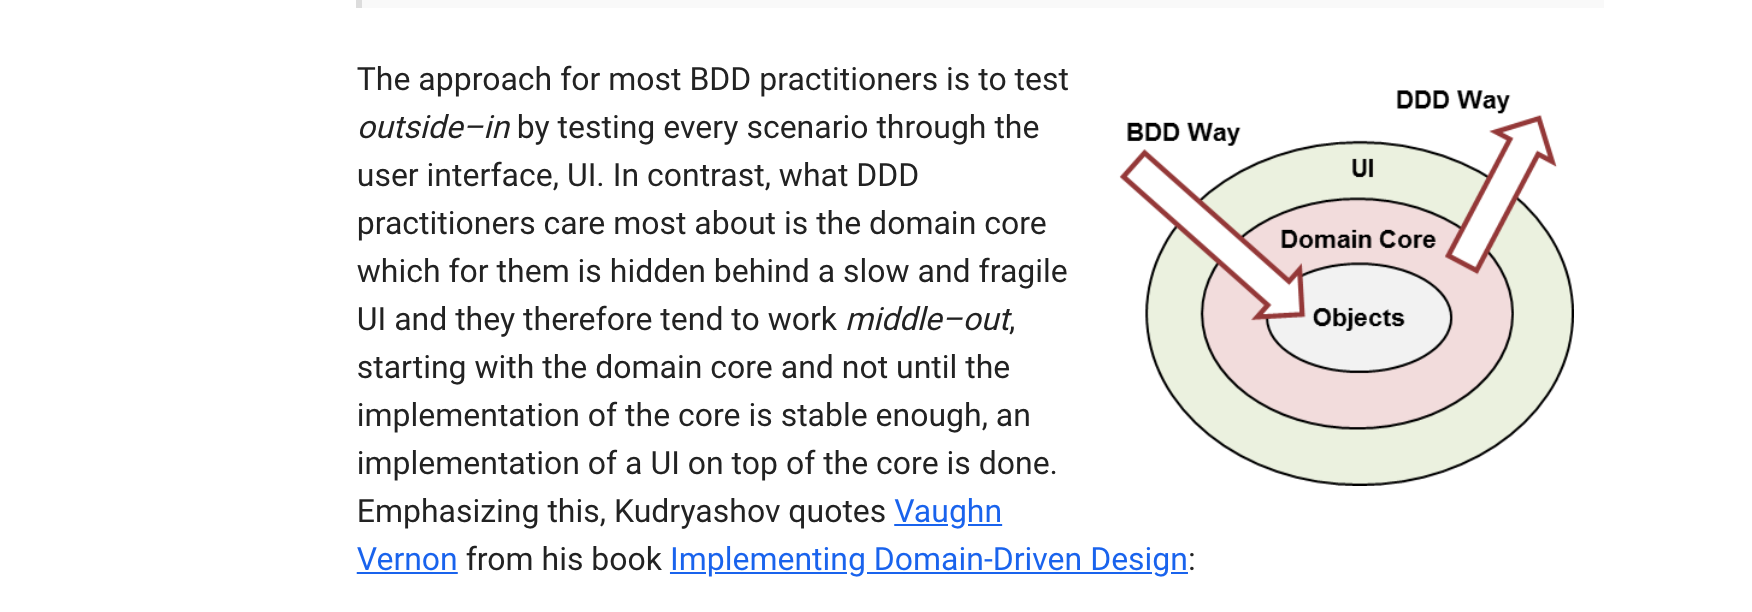 The approach for most BDD practitioners is to test
outside–in by testing every scenario through the
user interface, UI. In contrast, what DDD
practitioners care most about is the domain core
which for them is hidden behind a slow and fragile
UI and they therefore tend to work middle–out,
starting with the domain core and not until the
implementation of the core is stable enough, an
implementation of a UI on top of the core is done.
Emphasizing this, Kudryashov quotes Vaughn
Vernon from his book Implementing Domain-Driven Design:
DDD Way
BDD Way
UI
Domain Core
Objects